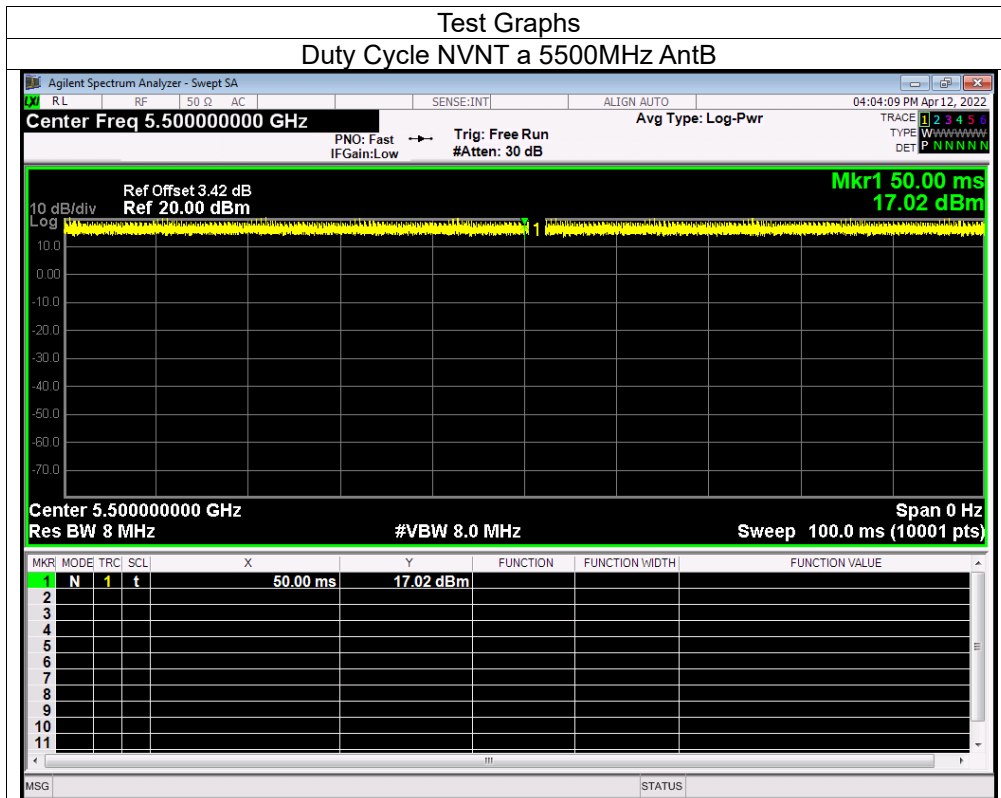 Test Graphs
Duty Cycle NVNT a 5500MHz AntB
Agilent Spectrum Analyzer - Swept SA
LXI RL RF 50 Ω AC SENSE:INT ALIGN AUTO 04:04:09 PM Apr 12, 2022
Center Freq 5.500000000 GHz Avg Type: Log-Pwr TRACE 1 2 3 4 5 6
PNO: Fast Trig: Free Run TYPE WWWWWW
IFGain:Low #Atten: 30 dB DET P N N N N N
Ref Offset 3.42 dB Mkr1 50.00 ms
10 dB/div Ref 20.00 dBm 17.02 dBm
Log
1
10.0
0.00
-10.0
-20.0
-30.0
-40.0
-50.0
-60.0
-70.0
Center 5.500000000 GHz Span 0 Hz
Res BW 8 MHz #VBW 8.0 MHz Sweep 100.0 ms (10001 pts)
MKR MODE TRC SCL X Y FUNCTION FUNCTION WIDTH FUNCTION VALUE
1 N 1 t 50.00 ms 17.02 dBm
2
3
4
5
6
7
8
9
10
11
MSG STATUS